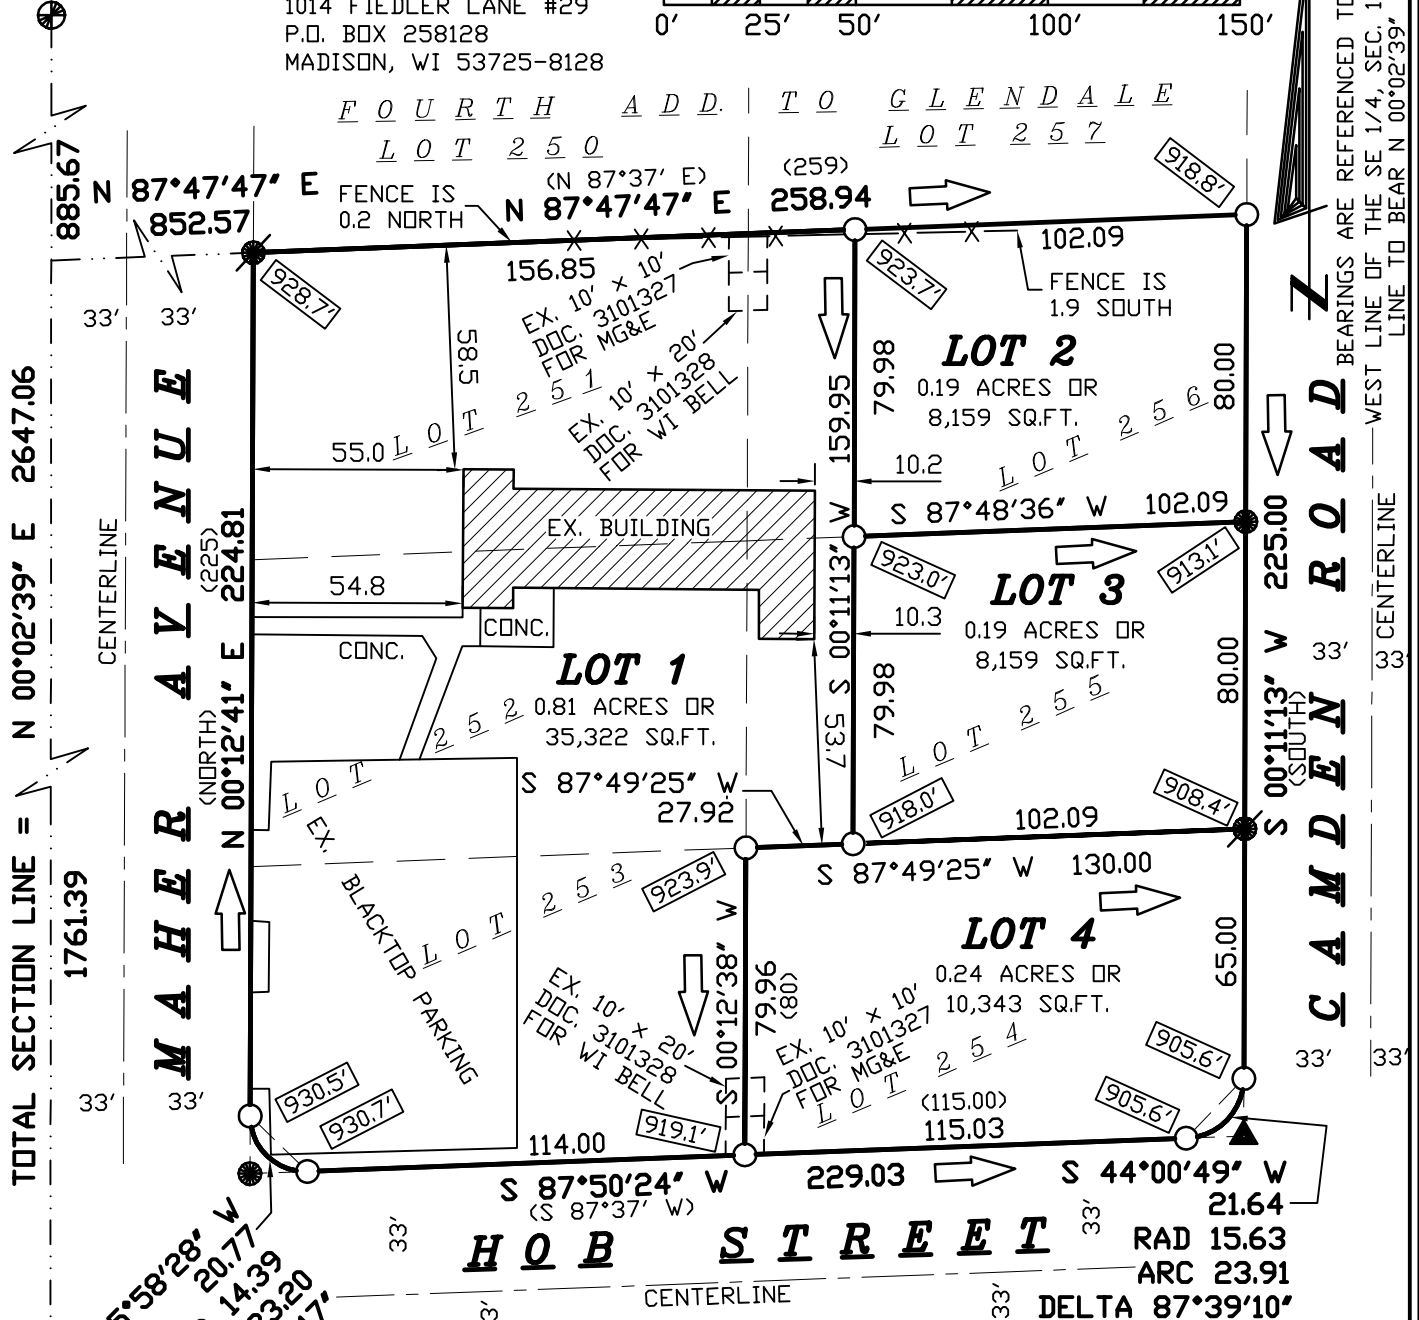 1014 FIEDLER LANE #29
P.O. BOX 258128
MADISON, WI 53725-8128
0' 25' 50' 100' 150'
BEARINGS ARE REFERENCED TO
WEST LINE OF THE SE 1/4, SEC. 1
LINE TO BEAR N 00°02'39"
FOURTH ADD. TO GLENDALE
LOT 250
LOT 257
885.67
N 87°47'47" E
852.57
FENCE IS
0.2 NORTH
(N 87°37' E)
N 87°47'47" E
(259)
258.94
918.8'
928.7'
156.85
923.7'
102.09
FENCE IS
1.9 SOUTH
33' 33'
58.5
EX. 10' x 10'
DOC. 3101327
FOR MG&E
EX. 10' x 20'
DOC. 3101328
FOR WI BELL
LOT 251
55.0
159.95
79.98
LOT 2
0.19 ACRES OR
8,159 SQ.FT.
LOT 256
80.00
Z
10.2
S 87°48'36" W 102.09
EX. BUILDING
923.0'
913.1'
TOTAL SECTION LINE = N 00°02'39" E 2647.06
CENTERLINE
MAHER AVENUE
(225)
224.81
(NORTH)
N 00°12'41" E
54.8
CONC.
CONC.
LOT 1
0.81 ACRES OR
35,322 SQ.FT.
LOT 252
S 00°11'13" W
10.3
LOT 3
0.19 ACRES OR
8,159 SQ.FT.
LOT 255
79.98
53.7
80.00
225.00
S 00°11'13" W
(SOUTH)
CAMDEN ROAD
33' 33'
CENTERLINE
S 87°49'25" W
27.92
918.0'
908.4'
102.09
S 87°49'25" W 130.00
923.9'
1761.39
EX. BLACKTOP PARKING
LOT 253
LOT 4
0.24 ACRES OR
10,343 SQ.FT.
LOT 254
65.00
S 00°12'38" W
79.96
(80)
EX. 10' x 20'
DOC. 3101328
FOR WI BELL
EX. 10' x 10'
DOC. 3101327
FOR MG&E
33' 33'
33' 33'
930.5'
930.7'
919.1'
905.6'
905.6'
114.00
(115.00)
115.03
S 87°50'24" W
(S 87°37' W)
229.03
S 44°00'49" W
21.64
RAD 15.63
ARC 23.91
DELTA 87°39'10"
33' 33'
HOB STREET
CENTERLINE
33' 33'
5°58'28" W
20.77
14.39
23.20
17"